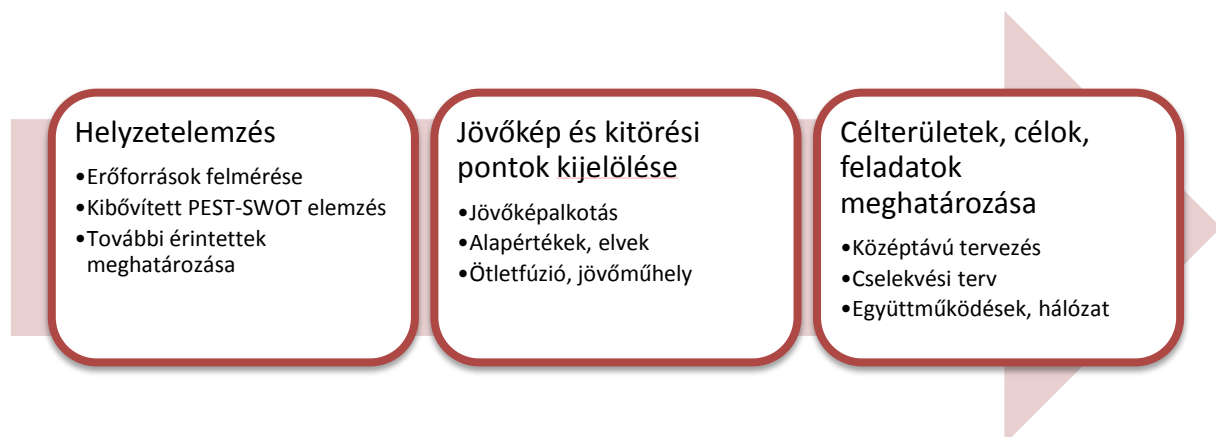 Helyzetelemzés
•Erőforrások felmérése
•Kibővített PEST-SWOT elemzés
•További érintettek
meghatározása
Jövőkép és kitörési
pontok kijelölése
•Jövőképalkotás
•Alapértékek, elvek
•Ötletfúzió, jövőműhely
Célterületek, célok,
feladatok
meghatározása
•Középtávú tervezés
•Cselekvési terv
•Együttműködések, hálózat